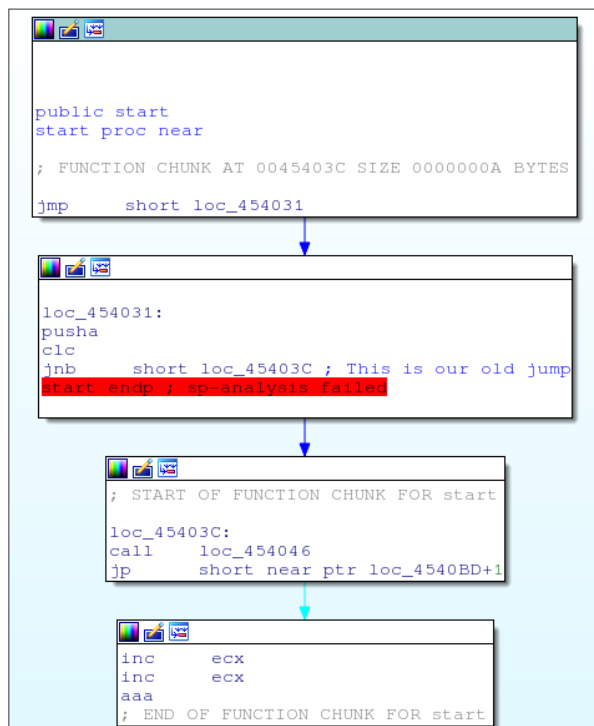 public start
start proc near
; FUNCTION CHUNK AT 0045403C SIZE 0000000A BYTES
jmp short loc_454031
loc_454031:
pusha
clc
jnb short loc_45403C ; This is our old jump
start endp ; sp-analysis failed
; START OF FUNCTION CHUNK FOR start
loc_45403C:
call loc_454046
jp short near ptr loc_4540BD+1
inc ecx
inc ecx
aaa
; END OF FUNCTION CHUNK FOR start